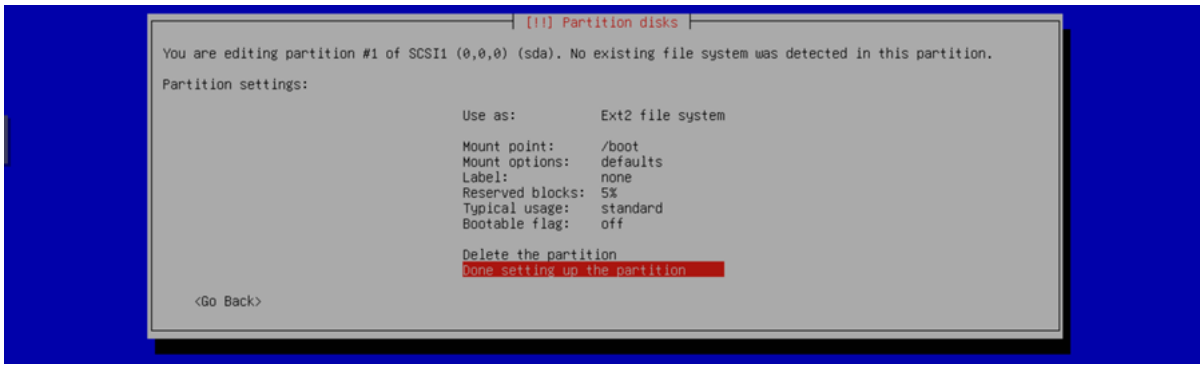 [!!] Partition disks
You are editing partition #1 of SCSI1 (0,0,0) (sda). No existing file system was detected in this partition.
Partition settings:
Use as: Ext2 file system
Mount point: /boot
Mount options: defaults
Label: none
Reserved blocks: 5%
Typical usage: standard
Bootable flag: off
Delete the partition
Done setting up the partition
<Go Back>